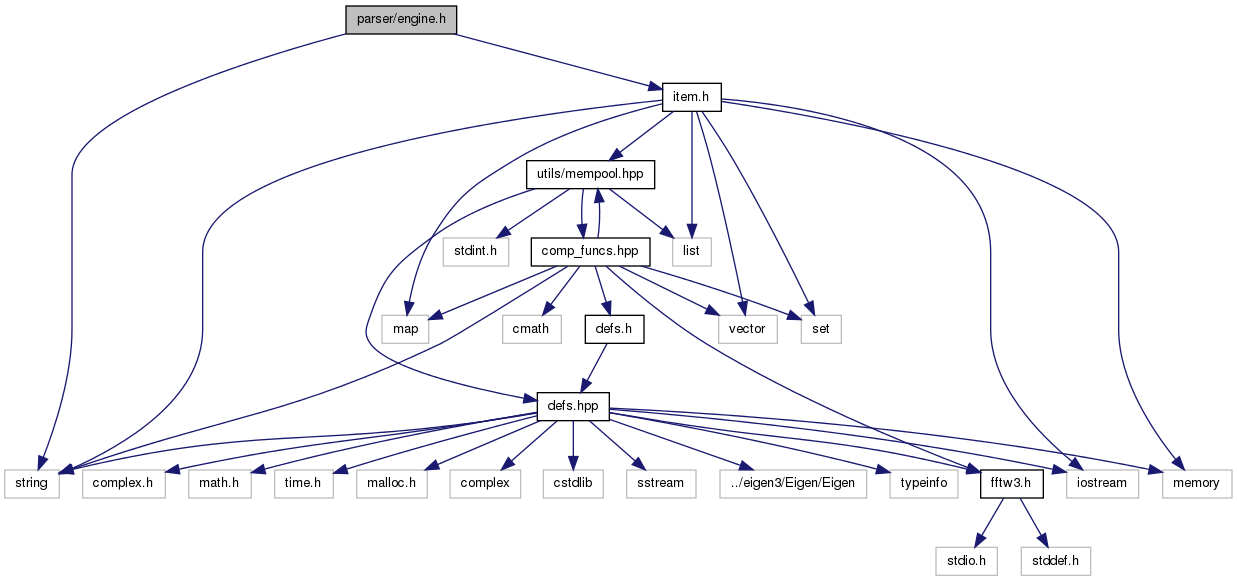 parser/engine.h
item.h
utils/mempool.hpp
stdint.h
comp_funcs.hpp
list
map
cmath
defs.h
vector
set
defs.hpp
string
complex.h
math.h
time.h
malloc.h
complex
cstdlib
sstream
../eigen3/Eigen/Eigen
typeinfo
fftw3.h
iostream
memory
stdio.h
stddef.h